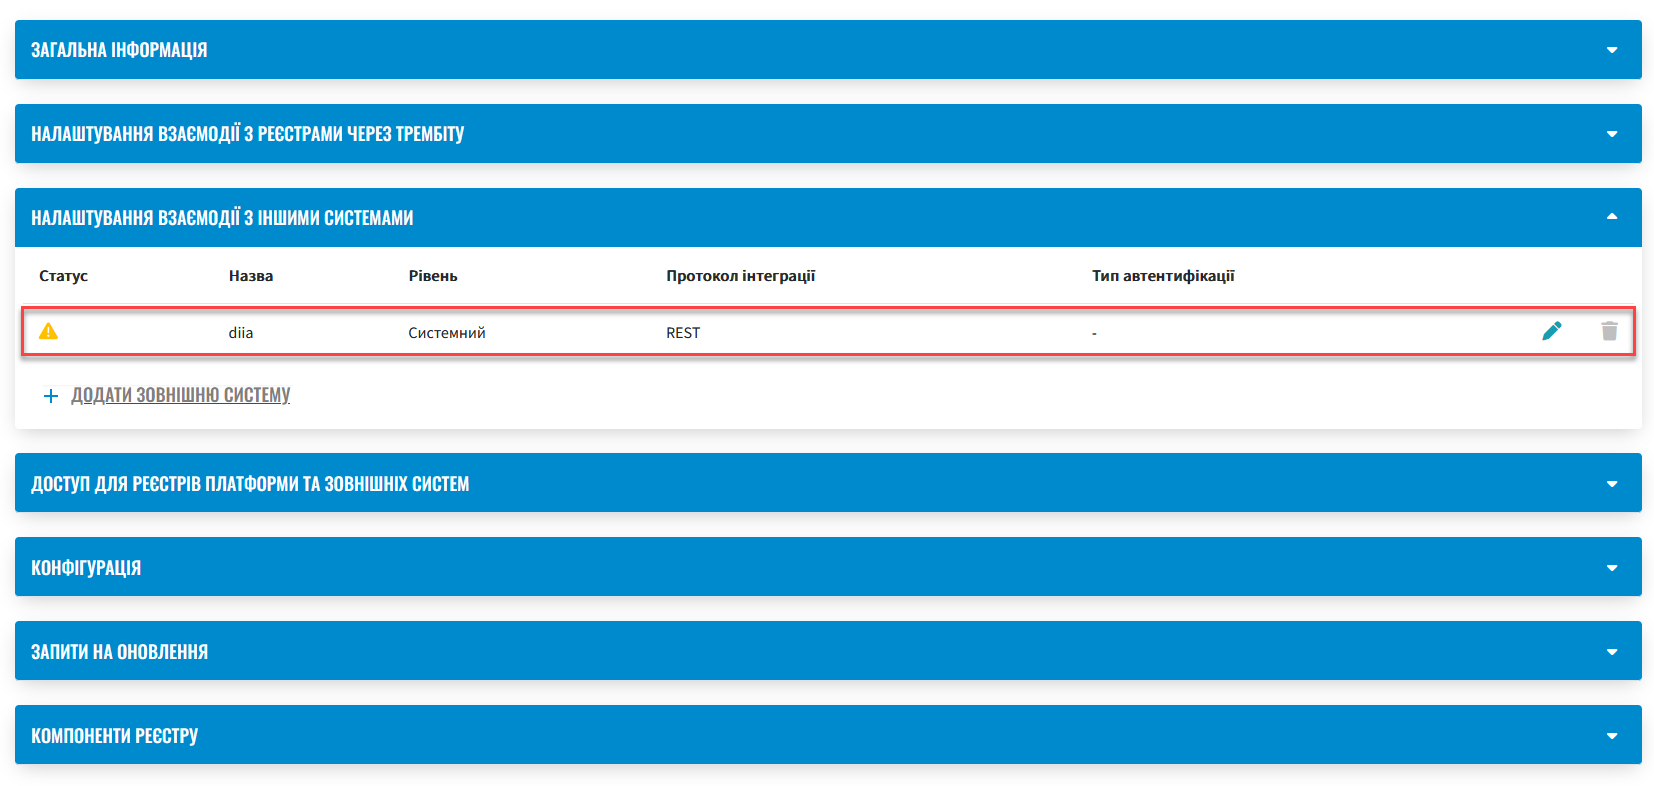 ЗАГАЛЬНА ІНФОРМАЦІЯ
НАЛАШТУВАННЯ ВЗАЄМОДІЇ З РЕЄСТРАМИ ЧЕРЕЗ ТРЕМБІТУ
НАЛАШТУВАННЯ ВЗАЄМОДІЇ З ІНШИМИ СИСТЕМАМИ
Статус Назва Рівень Протокол інтеграції Тип автентифікації
diia Системний REST -
+ ДОДАТИ ЗОВНІШНЮ СИСТЕМУ
ДОСТУП ДЛЯ РЕЄСТРІВ ПЛАТФОРМИ ТА ЗОВНІШНІХ СИСТЕМ
КОНФІГУРАЦІЯ
ЗАПИТИ НА ОНОВЛЕННЯ
КОМПОНЕНТИ РЕЄСТРУ